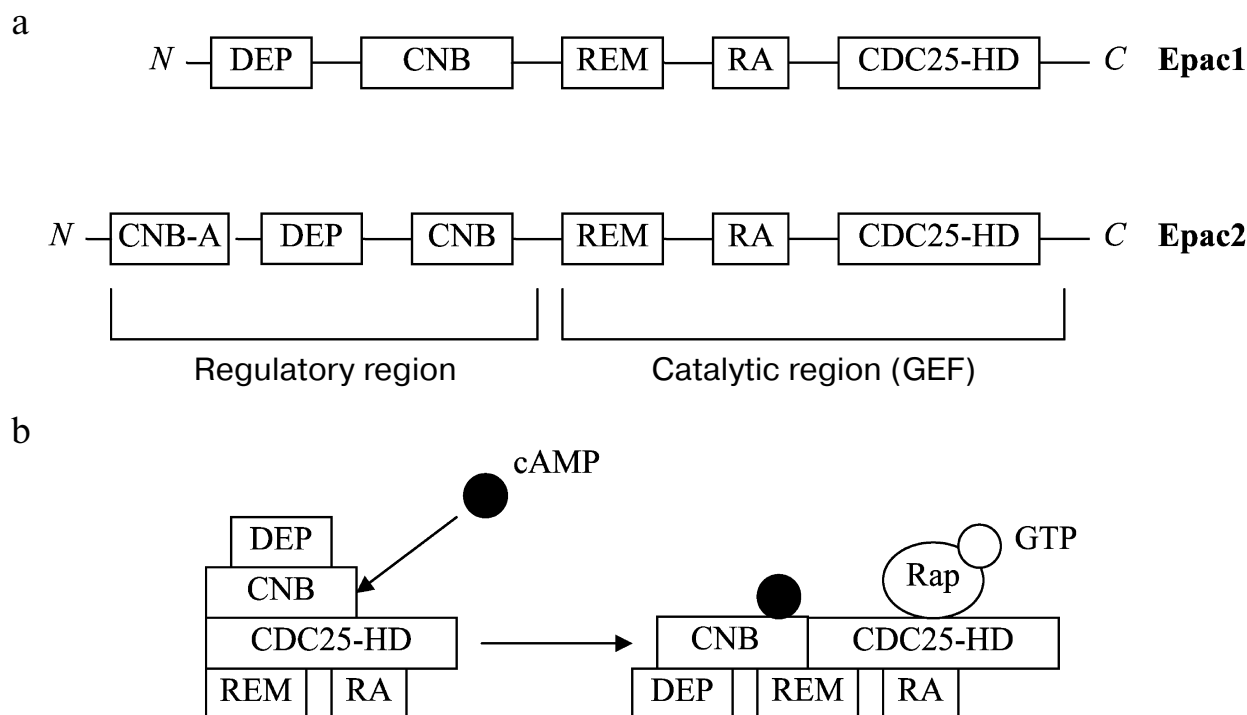 a
N DEP CNB REM RA CDC25-HD C Epac1
N CNB-A DEP CNB REM RA CDC25-HD C Epac2
Regulatory region Catalytic region (GEF)
b
cAMP
DEP GTP
CNB Rap
CDC25-HD CNB CDC25-HD
REM RA DEP REM RA